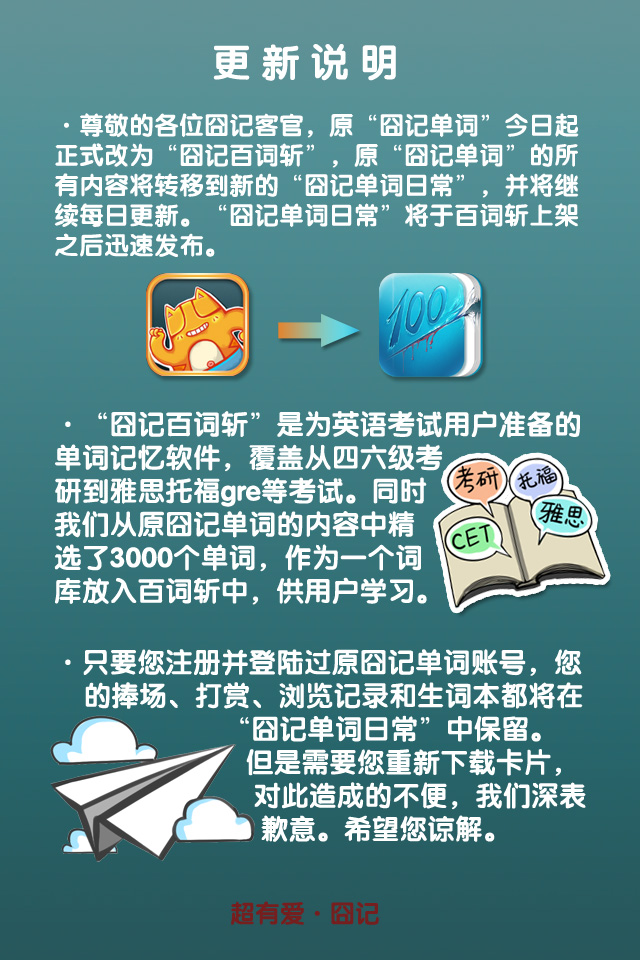 更新说明
·尊敬的各位囧记客官，原“囧记单词”今日起
正式改为“囧记百词斩”，原“囧记单词”的所
有内容将转移到新的“囧记单词日常”，并将继
续每日更新。“囧记单词日常”将于百词斩上架
之后迅速发布。
100
·“囧记百词斩”是为英语考试用户准备的
单词记忆软件，覆盖从四六级考
研到雅思托福gre等考试。同时
我们从原囧记单词的内容中精
选了3000个单词，作为一个词
库放入百词斩中，供用户学习。
考研
托福
雅思
CET
·只要您注册并登陆过原囧记单词账号，您
的捧场、打赏、浏览记录和生词本都将在
“囧记单词日常”中保留。
但是需要您重新下载卡片，
对此造成的不便，我们深表
歉意。希望您谅解。
超有爱·囧记